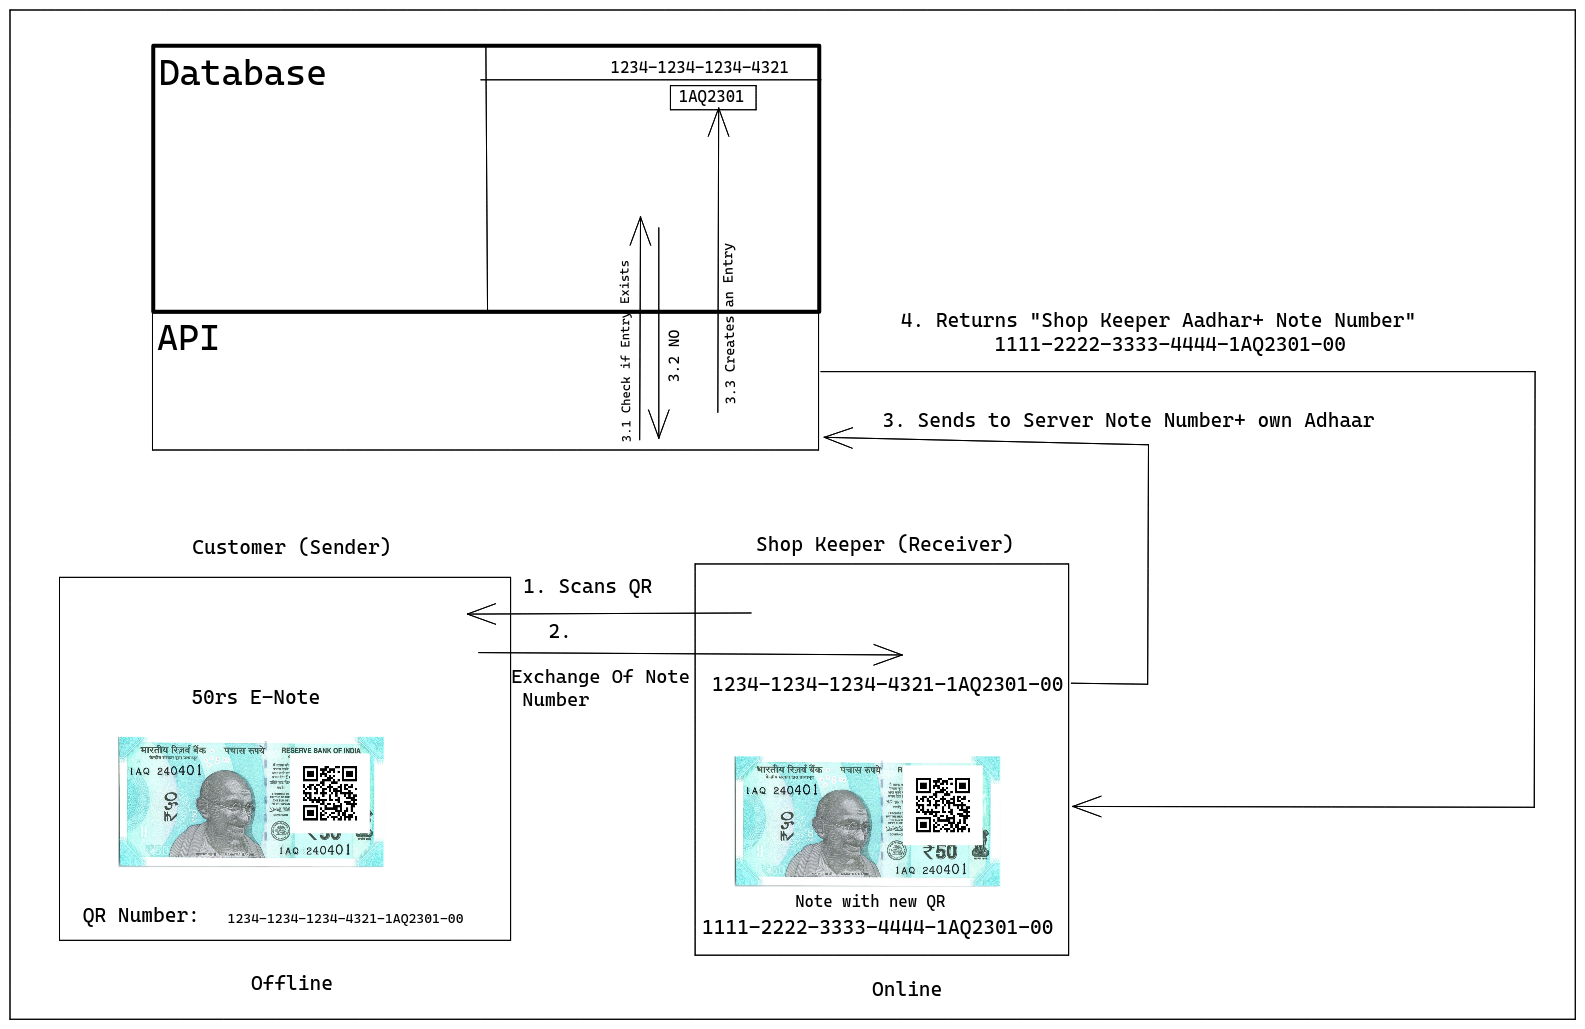 Database
1234-1234-1234-4321
1AQ2301
3.1 Check if Entry Exists
3.2 NO
3.3 Creates an Entry
API
4. Returns "Shop Keeper Aadhar+ Note Number"
1111-2222-3333-4444-1AQ2301-00
3. Sends to Server Note Number+ own Adhaar
Customer (Sender)
Shop Keeper (Receiver)
1. Scans QR
2.
Exchange Of Note
Number
1234-1234-1234-4321-1AQ2301-00
50rs E-Note
भारतीय रिज़र्व बैंक
पचास रुपये
RESERVE BANK OF INDIA
1AQ 240401
₹५०
₹50
1AQ 240401
QR Number:
1234-1234-1234-4321-1AQ2301-00
Offline
भारतीय रिज़र्व बैंक
पचास रुपये
1AQ 240401
₹५०
₹50
1AQ 240401
Note with new QR
1111-2222-3333-4444-1AQ2301-00
Online